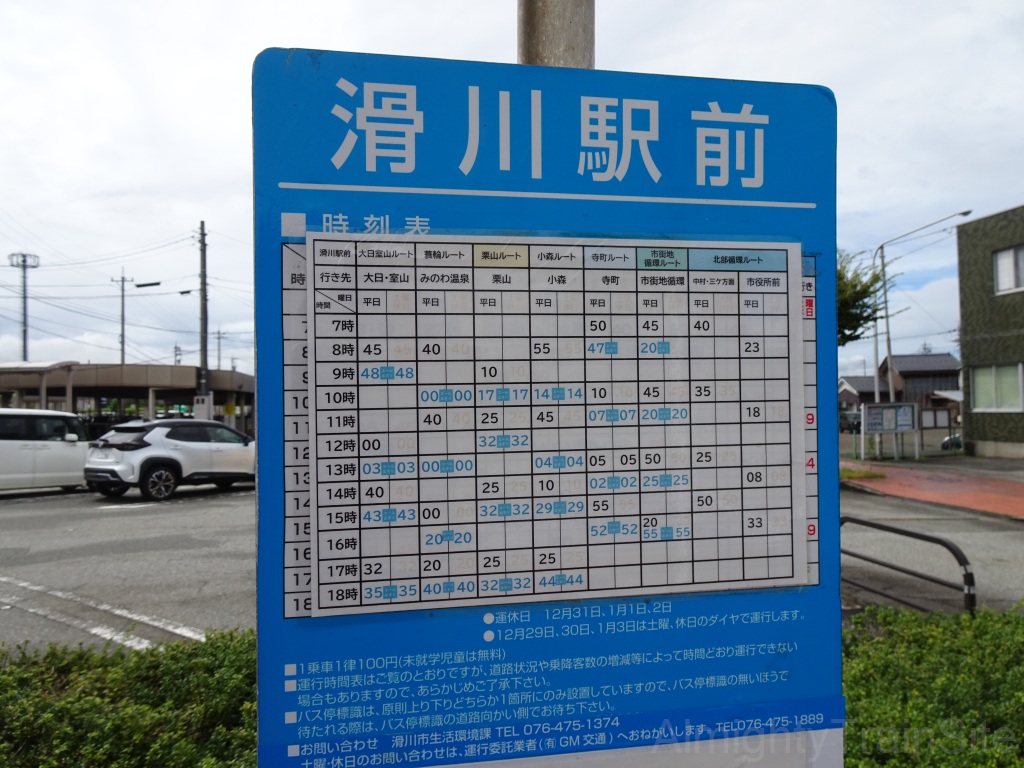 滑川駅前
時刻表
滑川駅前 大日室山ルート 蓑輪ルート 栗山ルート 小森ルート 寺町ルート 市街地循環ルート 北部循環ルート
行き先 大日・室山 みのわ温泉 栗山 小森 寺町 市街地循環 中村・三ケ方面 市役所前
時間 曜日 平日 平日 平日 平日 平日 平日 平日 平日
7時 50 45 40
8時 45 40 55 47 20 23
9時 48 48 10
10時 00 00 17 17 14 14 10 45 35
11時 40 25 45 07 07 20 20 18
12時 00 32 32
13時 03 03 00 00 04 04 05 05 50 25
14時 40 25 10 02 02 25 25 08
15時 43 43 00 32 32 29 29 55 50
16時 20 20 52 52 20 55 55 33
17時 32 20 25 25
18時 35 35 40 40 32 32 44 44
●運休日 12月31日、1月1日、2日
●12月29日、30日、1月3日は土曜、休日のダイヤで運行します。
■1乗車1律100円(未就学児童は無料)
■運行時間表はご覧のとおりですが、道路状況や乗降客数の増減等によって時間どおり運行できない
場合もありますので、あらかじめご了承下さい。
■バス停標識は、原則上り下りどちらか1箇所にのみ設置していますので、バス停標識の無いほうで
待たれる際は、バス停標識の道路向かい側でお待ち下さい。
■お問い合わせ 滑川市生活環境課 TEL 076-475-1374
土曜・休日のお問い合わせは、運行委託業者(㈲GM交通)へおねがいします。TEL076-475-1889
AlmightyTrainSite